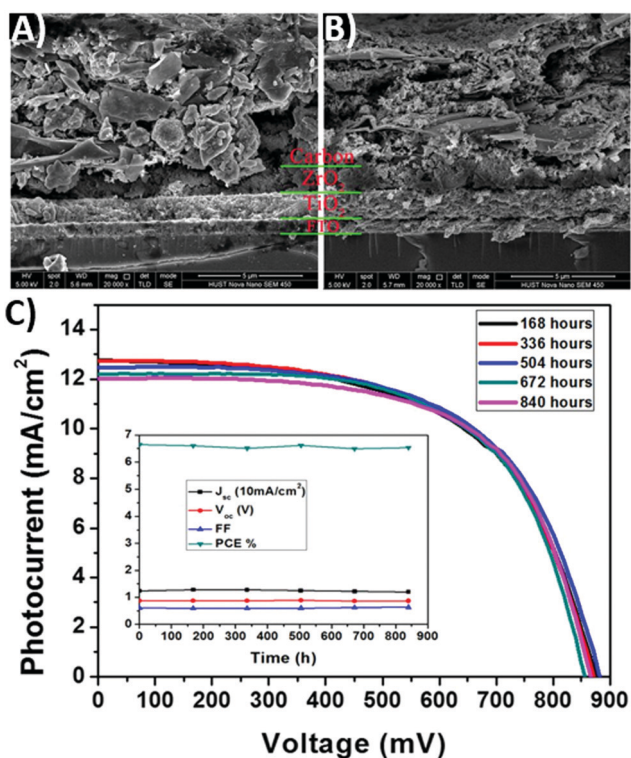 A)
B)
Carbon
ZrO2
TiO2
FTO
HV spot WD mag □ det mode
5.00 kV 2.0 5.6 mm 20 000 x TLD SE
5 µm
HUST Nova Nano SEM 450
HV spot WD mag □ det mode
5.00 kV 2.0 5.7 mm 20 000 x TLD SE
5 µm
HUST Nova Nano SEM 450
C)
Photocurrent (mA/cm²)
14
12
10
8
6
4
2
0
168 hours
336 hours
504 hours
672 hours
840 hours
7
6
5
4
3
2
1
0
Jsc (10mA/cm²)
Voc (V)
FF
PCE %
0 100 200 300 400 500 600 700 800 900
Time (h)
0 100 200 300 400 500 600 700 800 900
Voltage (mV)